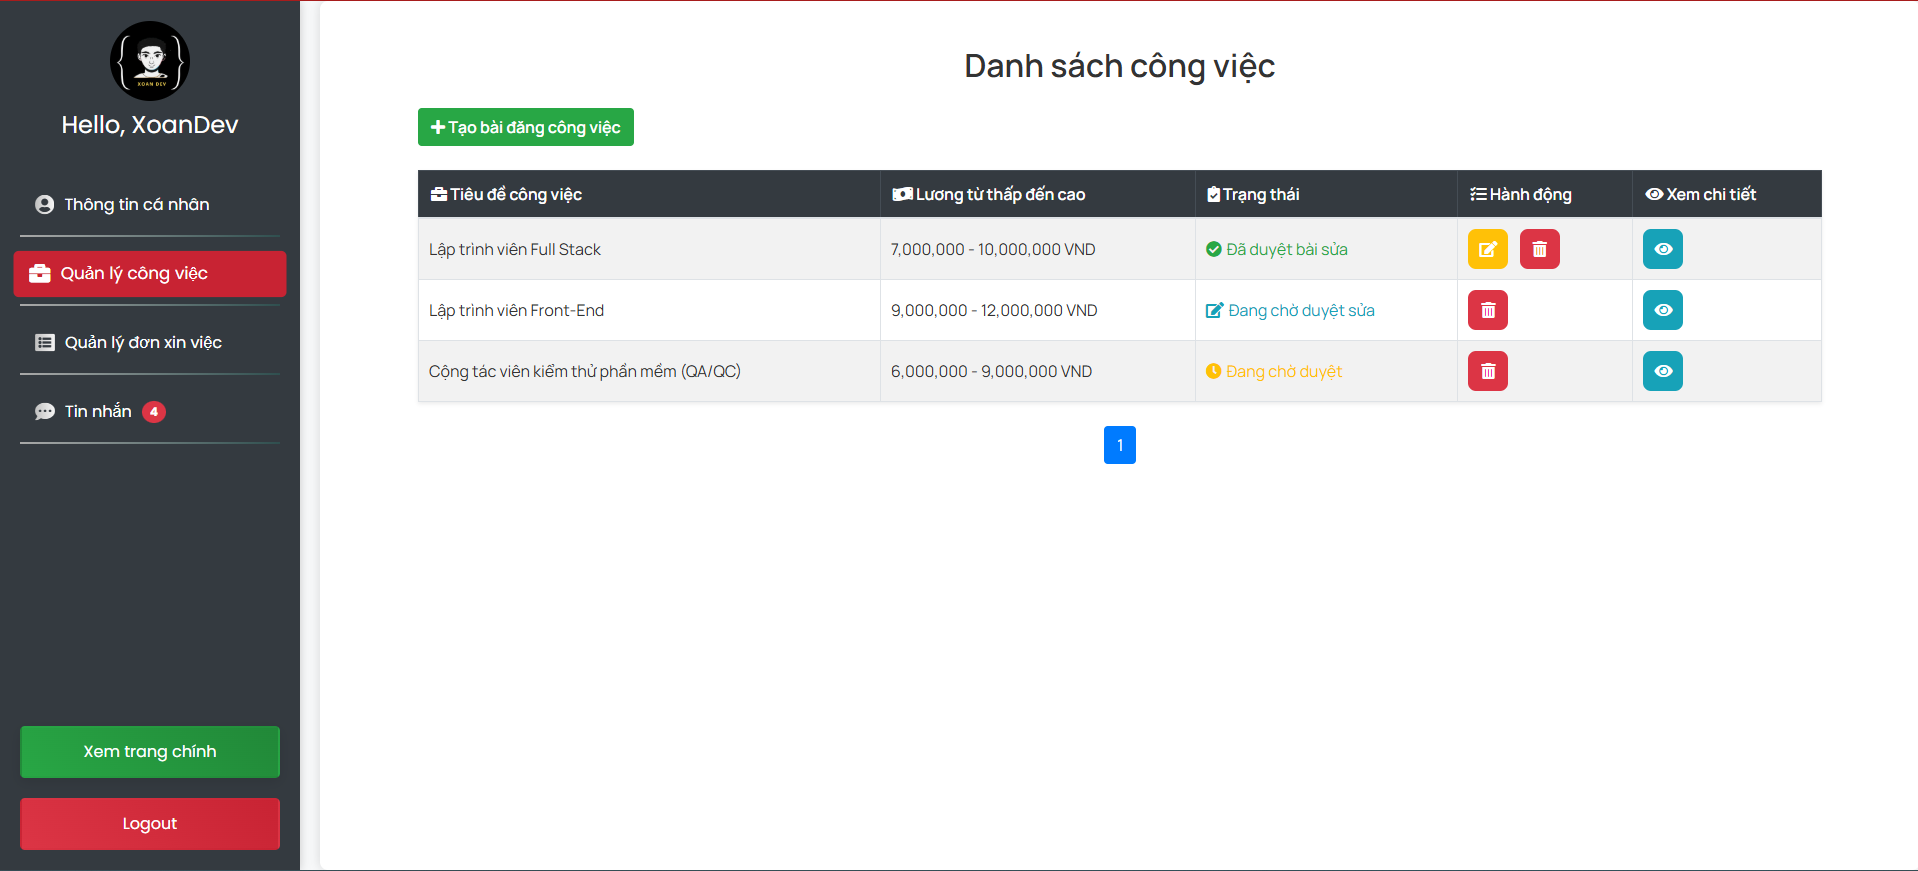 XOAN DEV
Hello, XoanDev
Thông tin cá nhân
Quản lý công việc
Quản lý đơn xin việc
Tin nhắn 4
Xem trang chính
Logout
Danh sách công việc
Tạo bài đăng công việc
Tiêu đề công việc Lương từ thấp đến cao Trạng thái Hành động Xem chi tiết
Lập trình viên Full Stack 7,000,000 - 10,000,000 VND Đã duyệt bài sửa
Lập trình viên Front-End 9,000,000 - 12,000,000 VND Đang chờ duyệt sửa
Cộng tác viên kiểm thử phần mềm (QA/QC) 6,000,000 - 9,000,000 VND Đang chờ duyệt
1